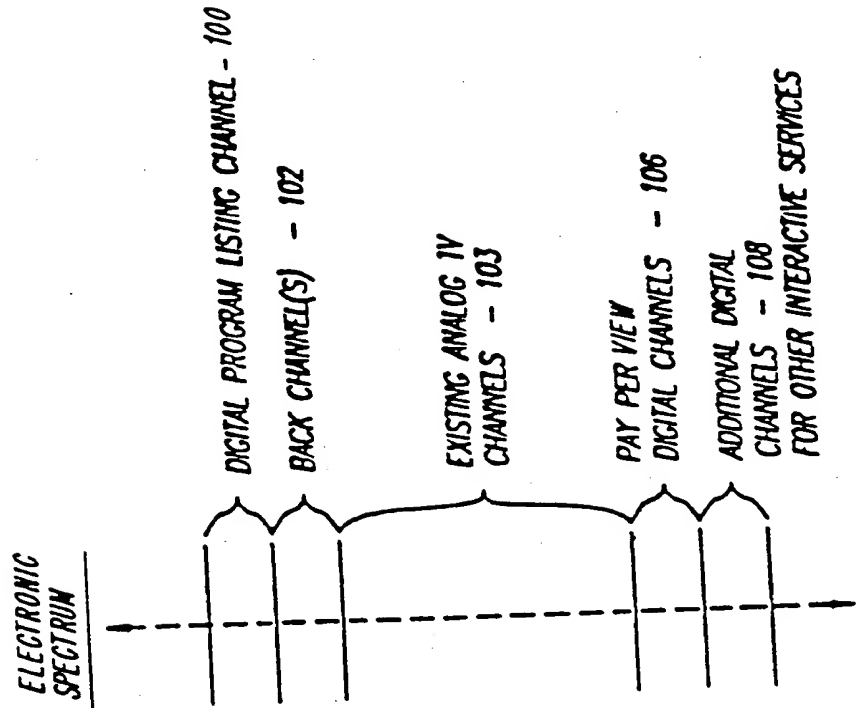 ELECTRONIC
SPECTRUM
DIGITAL PROGRAM LISTING CHANNEL - 100
BACK CHANNEL(S) - 102
EXISTING ANALOG TV
CHANNELS - 103
PAY PER VIEW
DIGITAL CHANNELS - 106
ADDITIONAL DIGITAL
CHANNELS - 108
FOR OTHER INTERACTIVE SERVICES